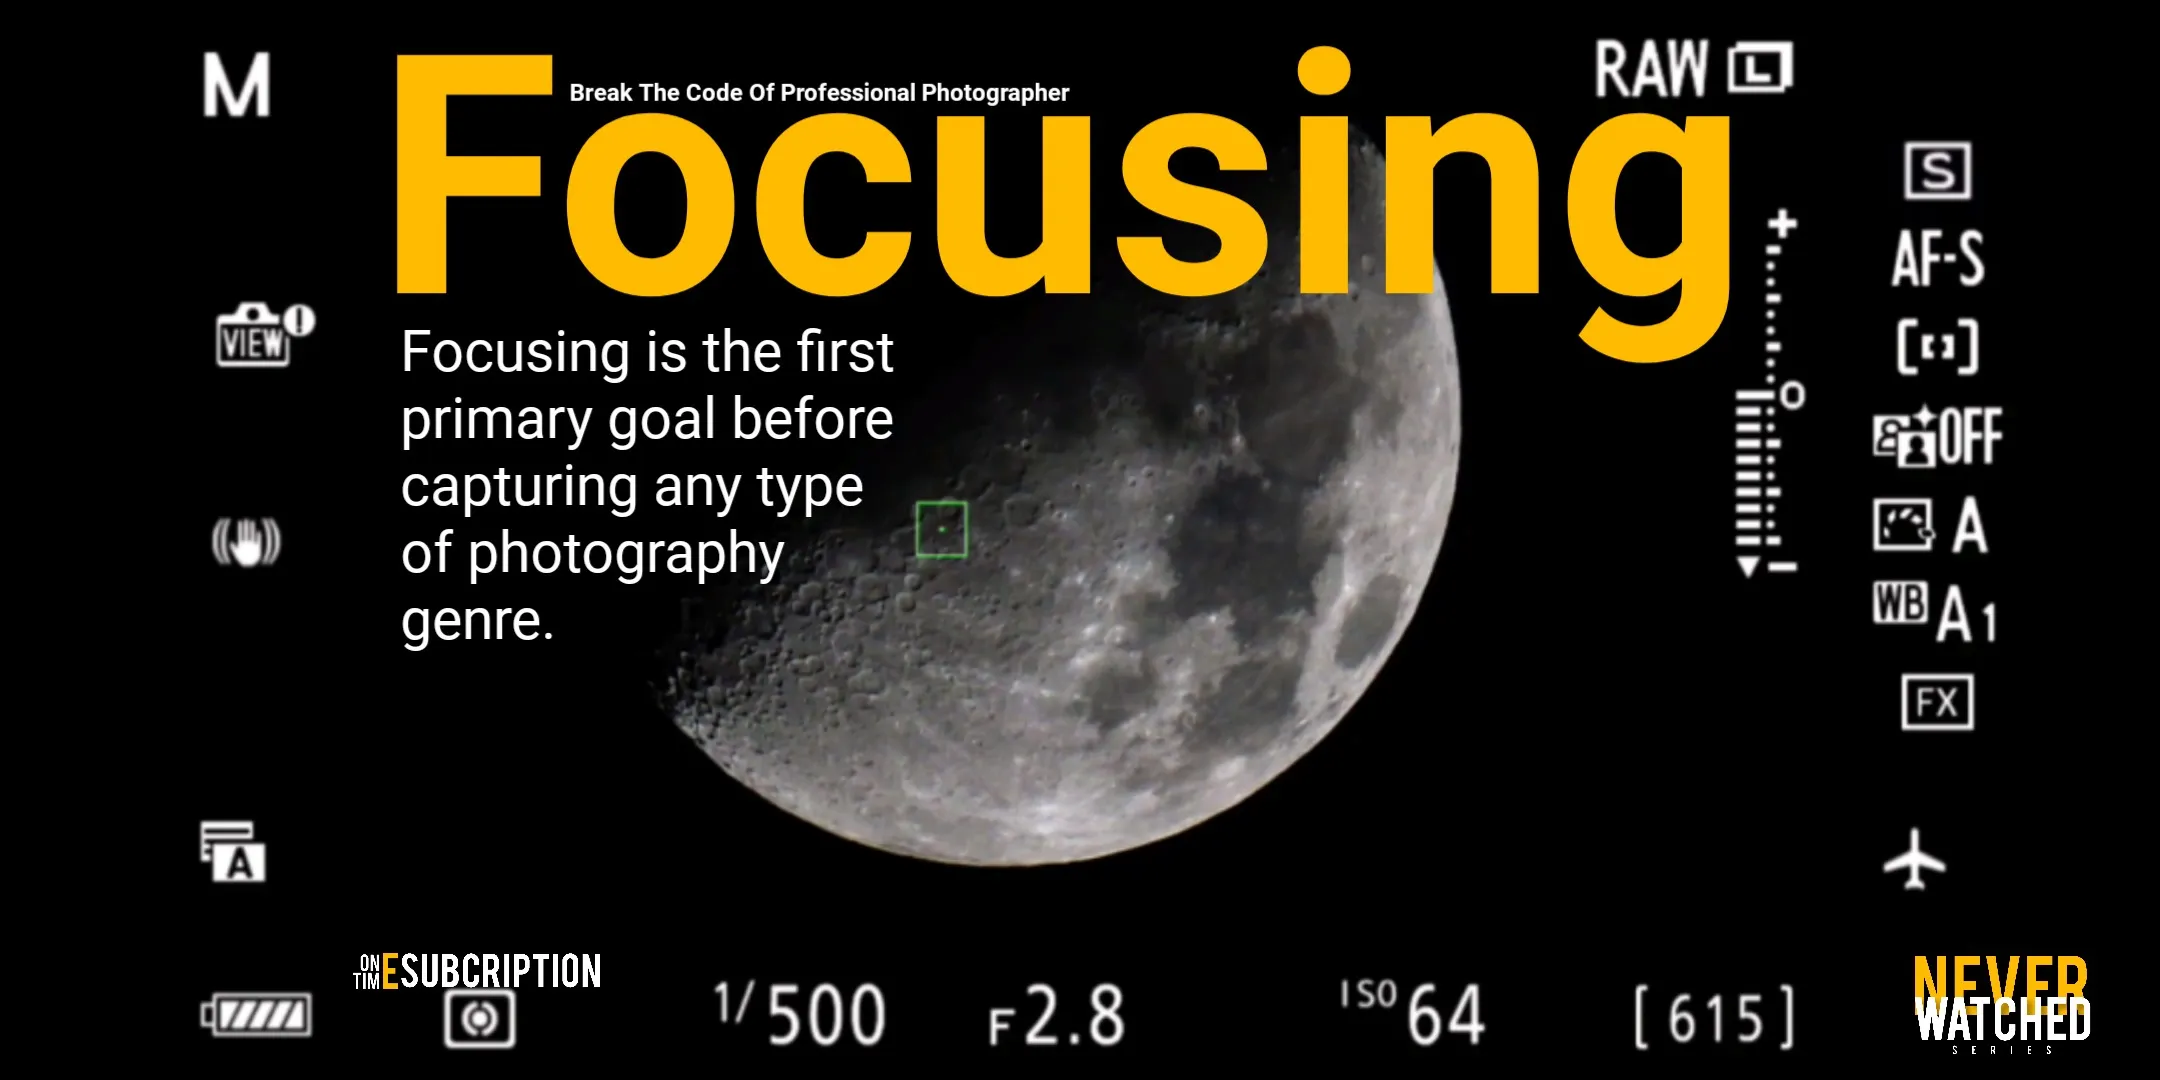 M
Focusing
Break The Code Of Professional Photographer
RAW L
S
AF-S
VIEW !
Focusing is the first
primary goal before
capturing any type
of photography
genre.
+
0
−
OFF
A
WB A1
FX
A
ON TIME SUBCRIPTION
1/500 F2.8 ISO 64 [615]
NEVER
WATCHED
SERIES